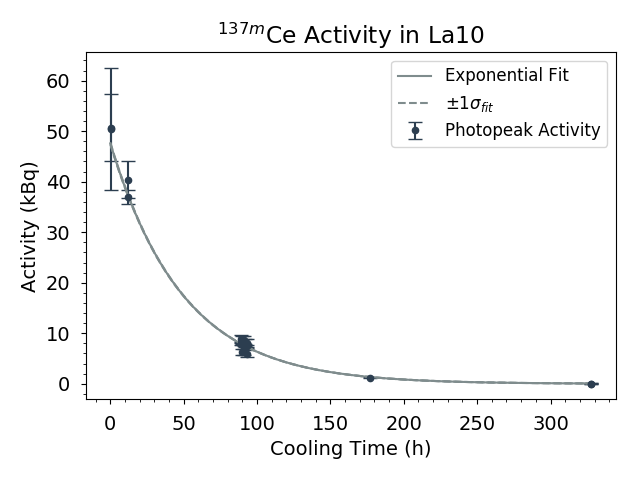 ¹³⁷ᵐCe Activity in La10
Exponential Fit
±1σ_fit
Photopeak Activity
Activity (kBq)
60
50
40
30
20
10
0
0 50 100 150 200 250 300
Cooling Time (h)